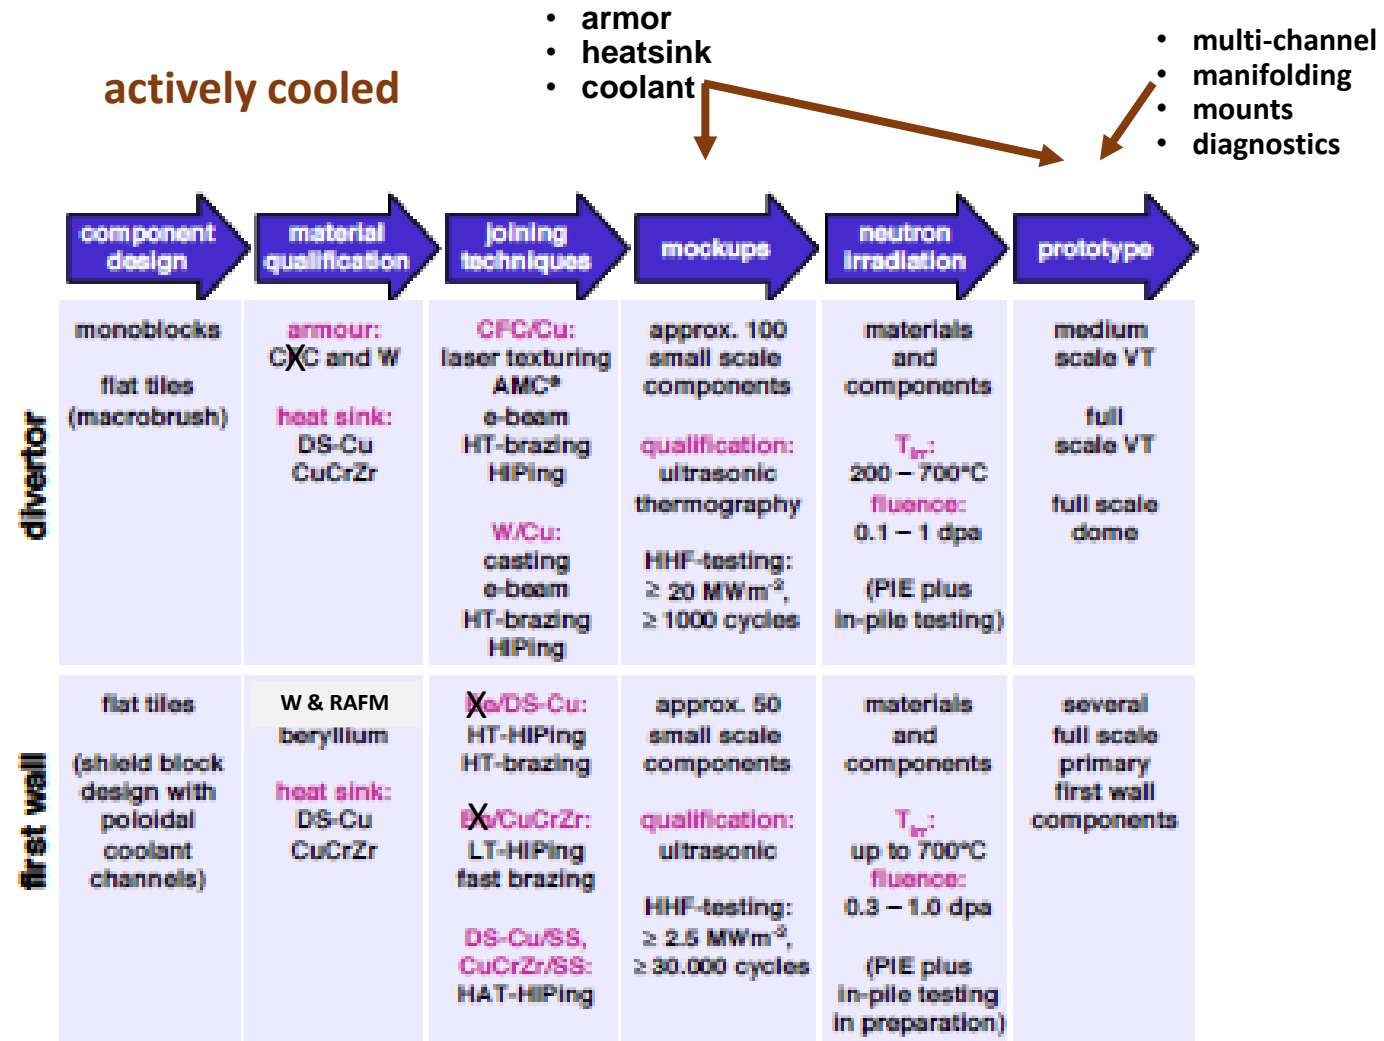 • armor
• heatsink
• coolant
actively cooled
• multi-channel
• manifolding
• mounts
• diagnostics
component
design
material
qualification
joining
techniques
mockups
neutron
irradiation
prototype
divertor
monoblocks
flat tiles
(macrobrush)
armour:
CXC and W
heat sink:
DS-Cu
CuCrZr
CFC/Cu:
laser texturing
AMC®
e-beam
HT-brazing
HIPing
W/Cu:
casting
e-beam
HT-brazing
HIPing
approx. 100
small scale
components
qualification:
ultrasonic
thermography
HHF-testing:
≥ 20 MWm⁻²,
≥ 1000 cycles
materials
and
components
Tirr:
200 – 700°C
fluence:
0.1 – 1 dpa
(PIE plus
in-pile testing)
medium
scale VT
full
scale VT
full scale
dome
first wall
flat tiles
(shield block
design with
poloidal
coolant
channels)
W & RAFM
beryllium
heat sink:
DS-Cu
CuCrZr
X/DS-Cu:
HT-HIPing
HT-brazing
X/CuCrZr:
LT-HIPing
fast brazing
DS-Cu/SS,
CuCrZr/SS:
HAT-HIPing
approx. 50
small scale
components
qualification:
ultrasonic
HHF-testing:
≥ 2.5 MWm⁻²,
≥ 30.000 cycles
materials
and
components
Tirr:
up to 700°C
fluence:
0.3 – 1.0 dpa
(PIE plus
in-pile testing
in preparation)
several
full scale
primary
first wall
components